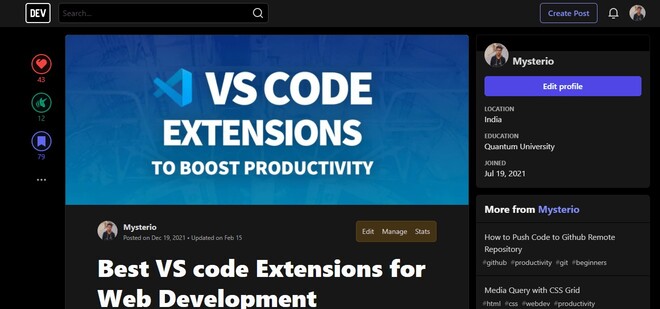 DEV
Search...
Create Post
43
12
79
VS CODE
EXTENSIONS
TO BOOST PRODUCTIVITY
Mysterio
Posted on Dec 19, 2021 • Updated on Feb 15
Edit Manage Stats
Best VS code Extensions for
Web Development
Mysterio
Edit profile
LOCATION
India
EDUCATION
Quantum University
JOINED
Jul 19, 2021
More from Mysterio
How to Push Code to Github Remote
Repository
#github #productivity #git #beginners
Media Query with CSS Grid
#html #css #webdev #productivity